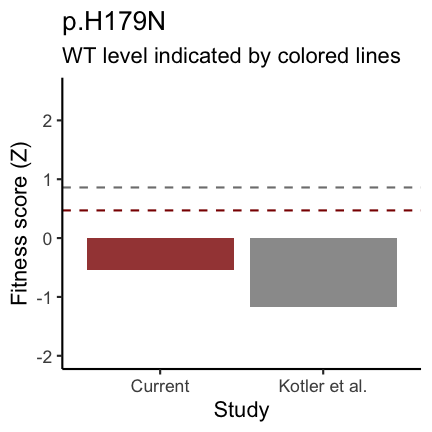 p.H179N
WT level indicated by colored lines
Fitness score (Z)
2
1
0
-1
-2
Current
Kotler et al.
Study